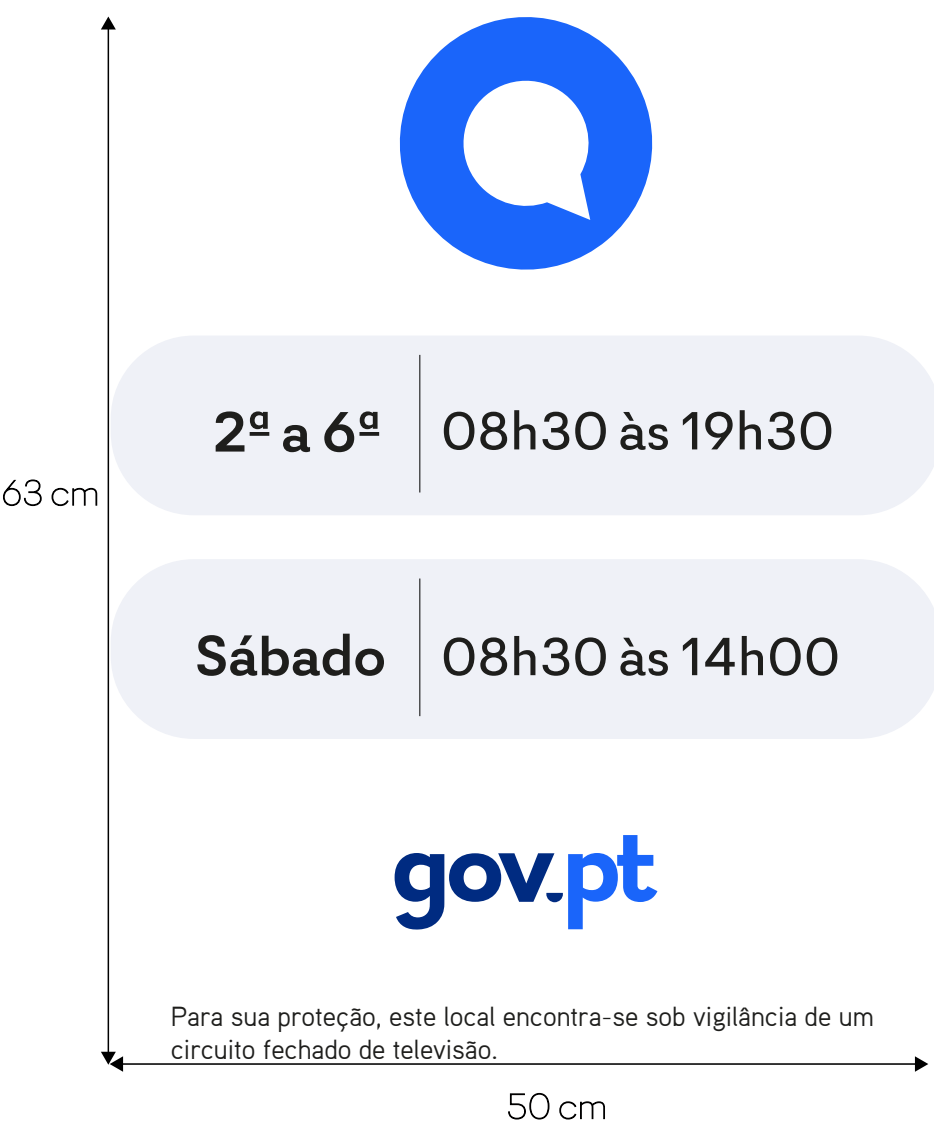 2ª a 6ª 08h30 às 19h30
63 cm
Sábado 08h30 às 14h00
gov.pt
Para sua proteção, este local encontra-se sob vigilância de um
circuito fechado de televisão.
50 cm